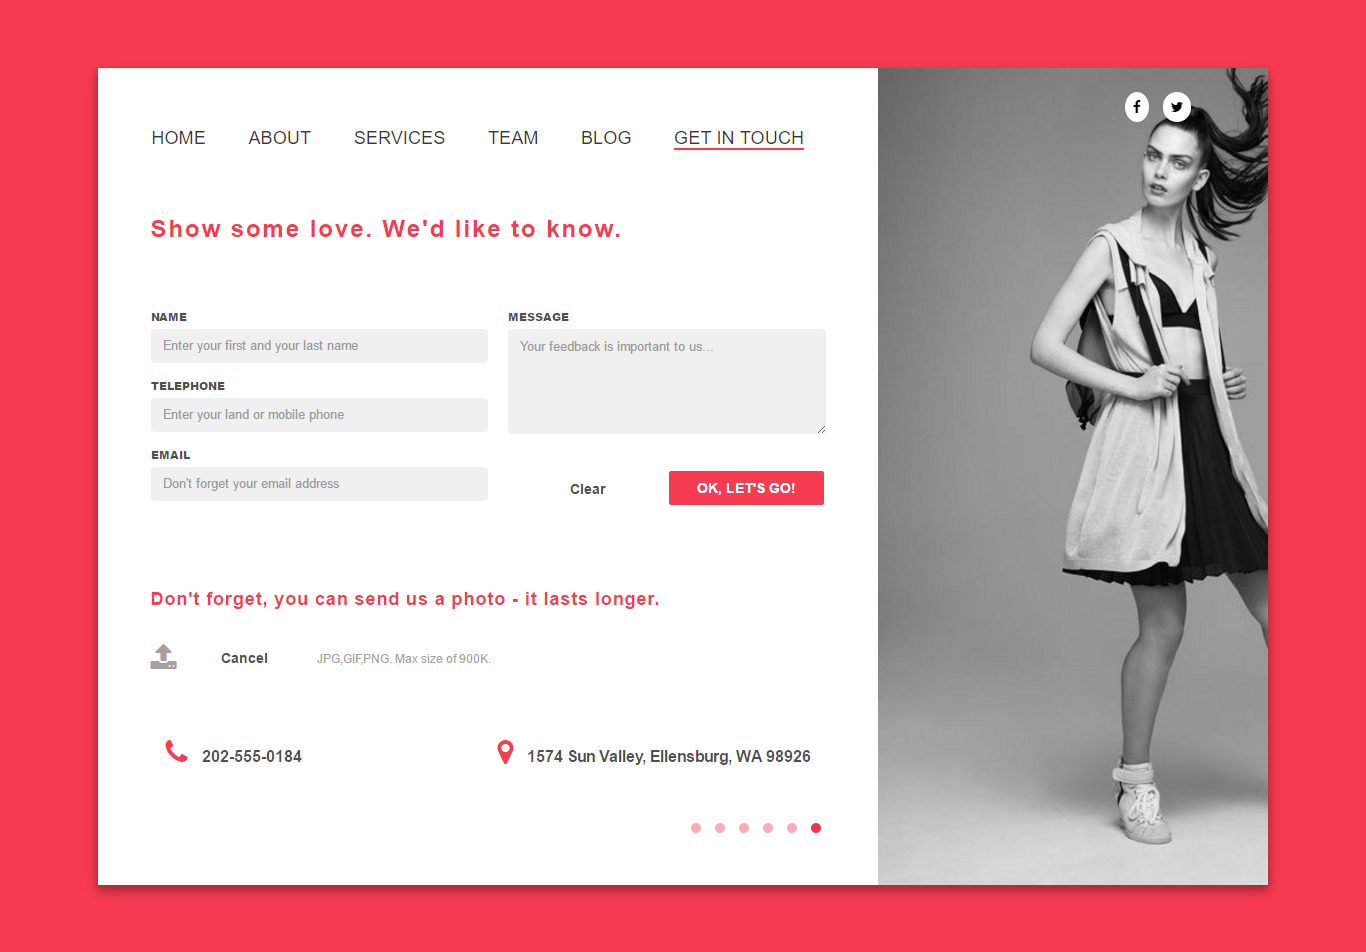 HOME ABOUT SERVICES TEAM BLOG GET IN TOUCH
Show some love. We'd like to know.
NAME
Enter your first and your last name
TELEPHONE
Enter your land or mobile phone
EMAIL
Don't forget your email address
MESSAGE
Your feedback is important to us...
Clear OK, LET'S GO!
Don't forget, you can send us a photo - it lasts longer.
Cancel JPG,GIF,PNG. Max size of 900K.
202-555-0184 1574 Sun Valley, Ellensburg, WA 98926